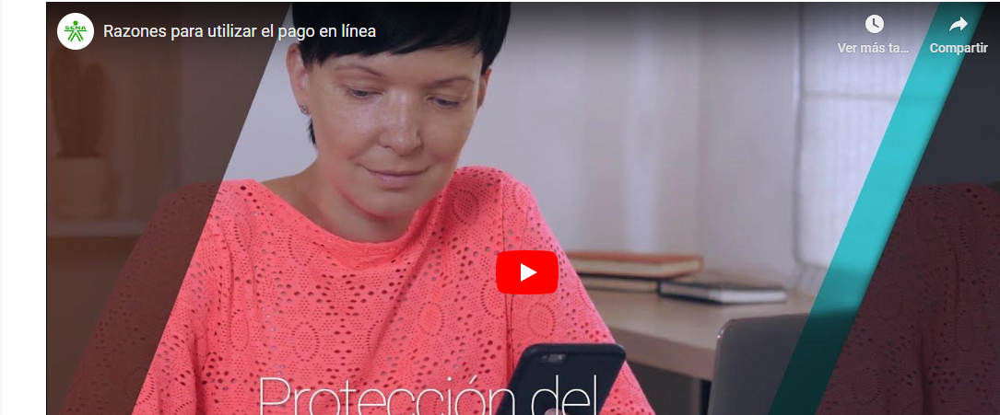 SENA
Razones para utilizar el pago en línea
Ver más ta...
Compartir
Protección del